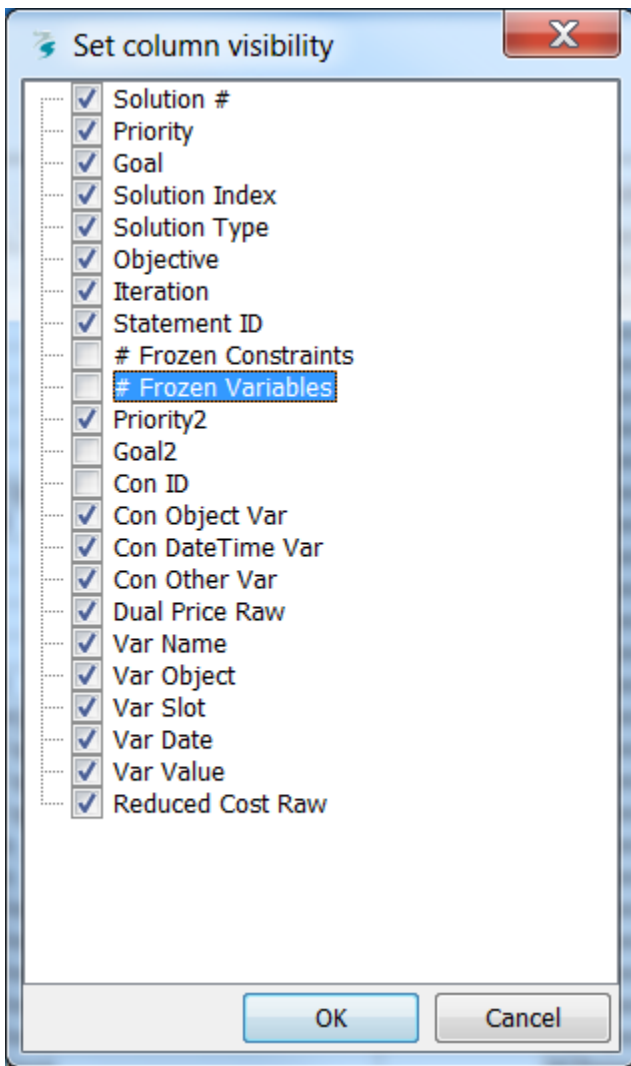 Set column visibility
Solution #
Priority
Goal
Solution Index
Solution Type
Objective
Iteration
Statement ID
# Frozen Constraints
# Frozen Variables
Priority2
Goal2
Con ID
Con Object Var
Con DateTime Var
Con Other Var
Dual Price Raw
Var Name
Var Object
Var Slot
Var Date
Var Value
Reduced Cost Raw
OK Cancel